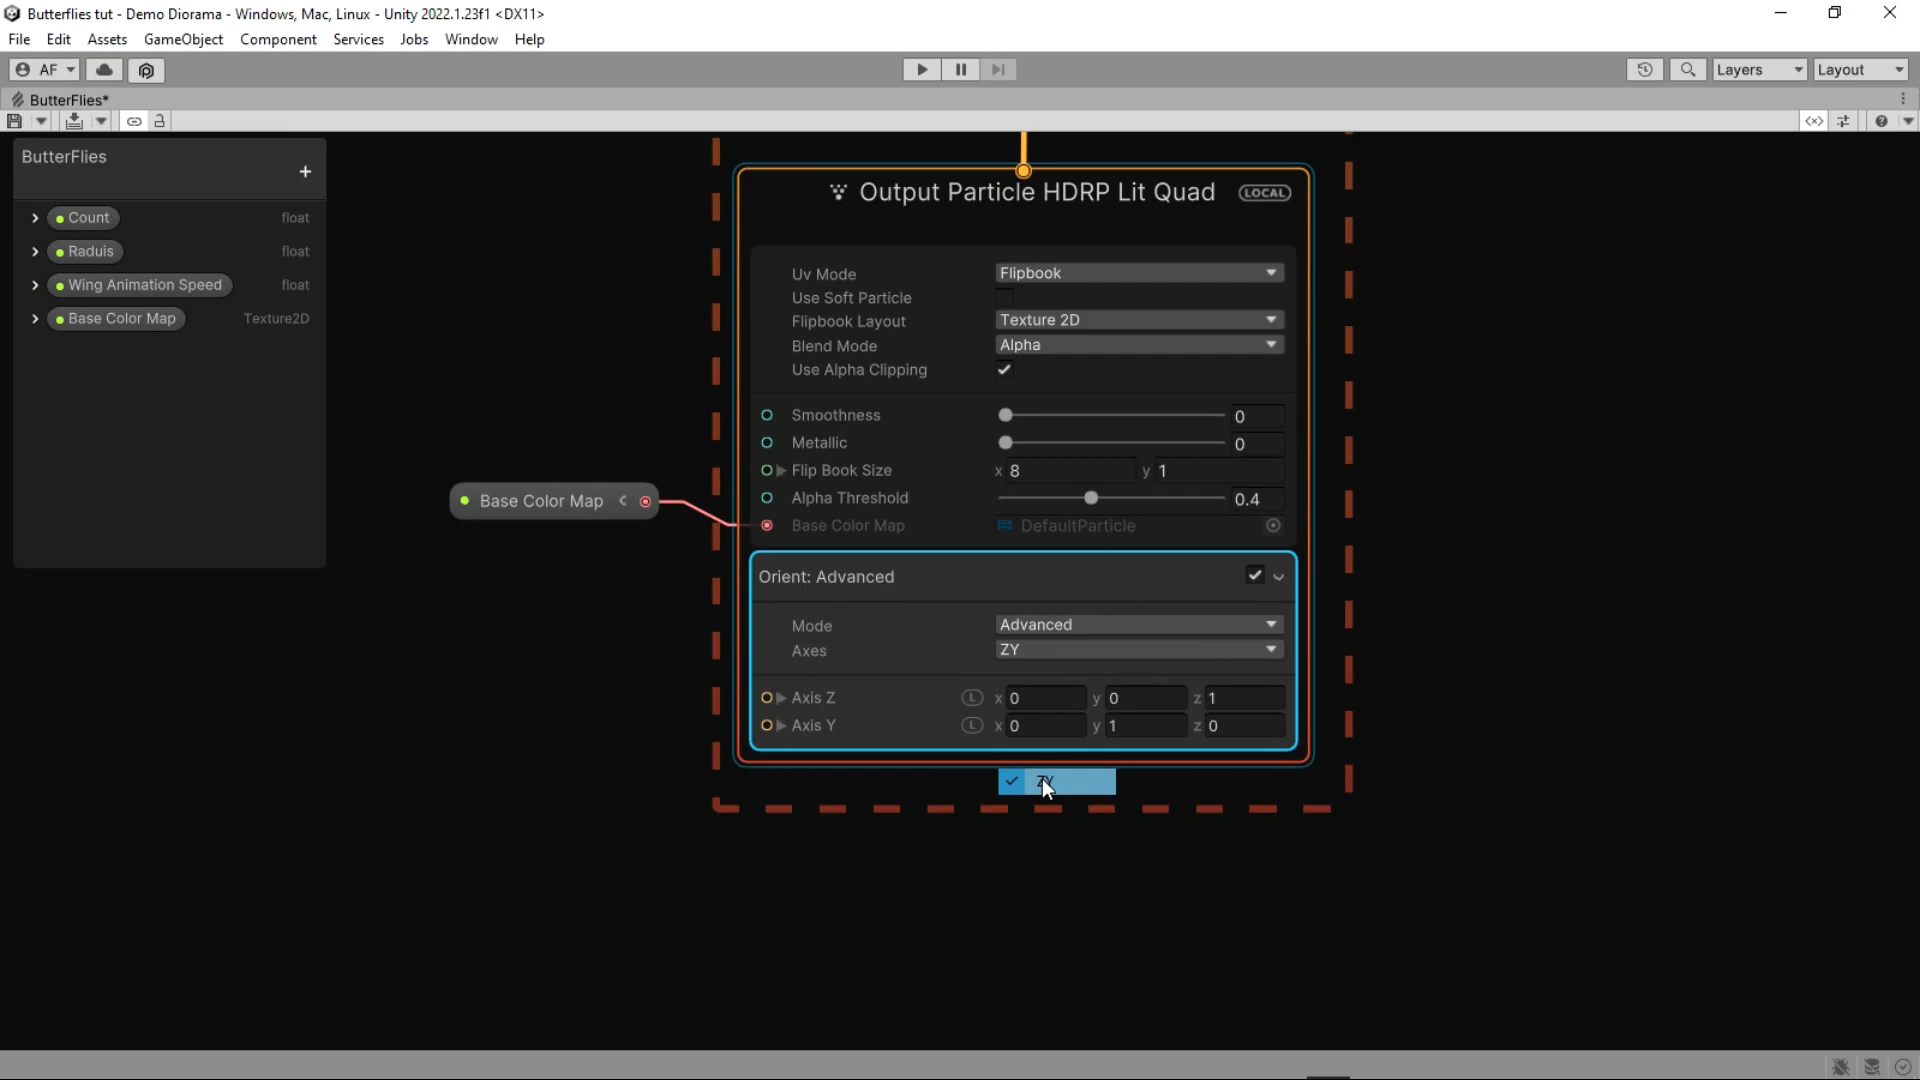 Butterflies tut - Demo Diorama - Windows, Mac, Linux - Unity 2022.1.23f1 <DX11>
File Edit Assets GameObject Component Services Jobs Window Help
AF Layers Layout
ButterFlies*
ButterFlies
+
Count float
Raduis float
Wing Animation Speed float
Base Color Map Texture2D
Base Color Map
Output Particle HDRP Lit Quad LOCAL
Uv Mode Flipbook
Use Soft Particle
Flipbook Layout Texture 2D
Blend Mode Alpha
Use Alpha Clipping
Smoothness 0
Metallic 0
Flip Book Size x 8 y 1
Alpha Threshold 0.4
Base Color Map DefaultParticle
Orient: Advanced
Mode Advanced
Axes ZY
Axis Z L x 0 y 0 z 1
Axis Y L x 0 y 1 z 0
ZY